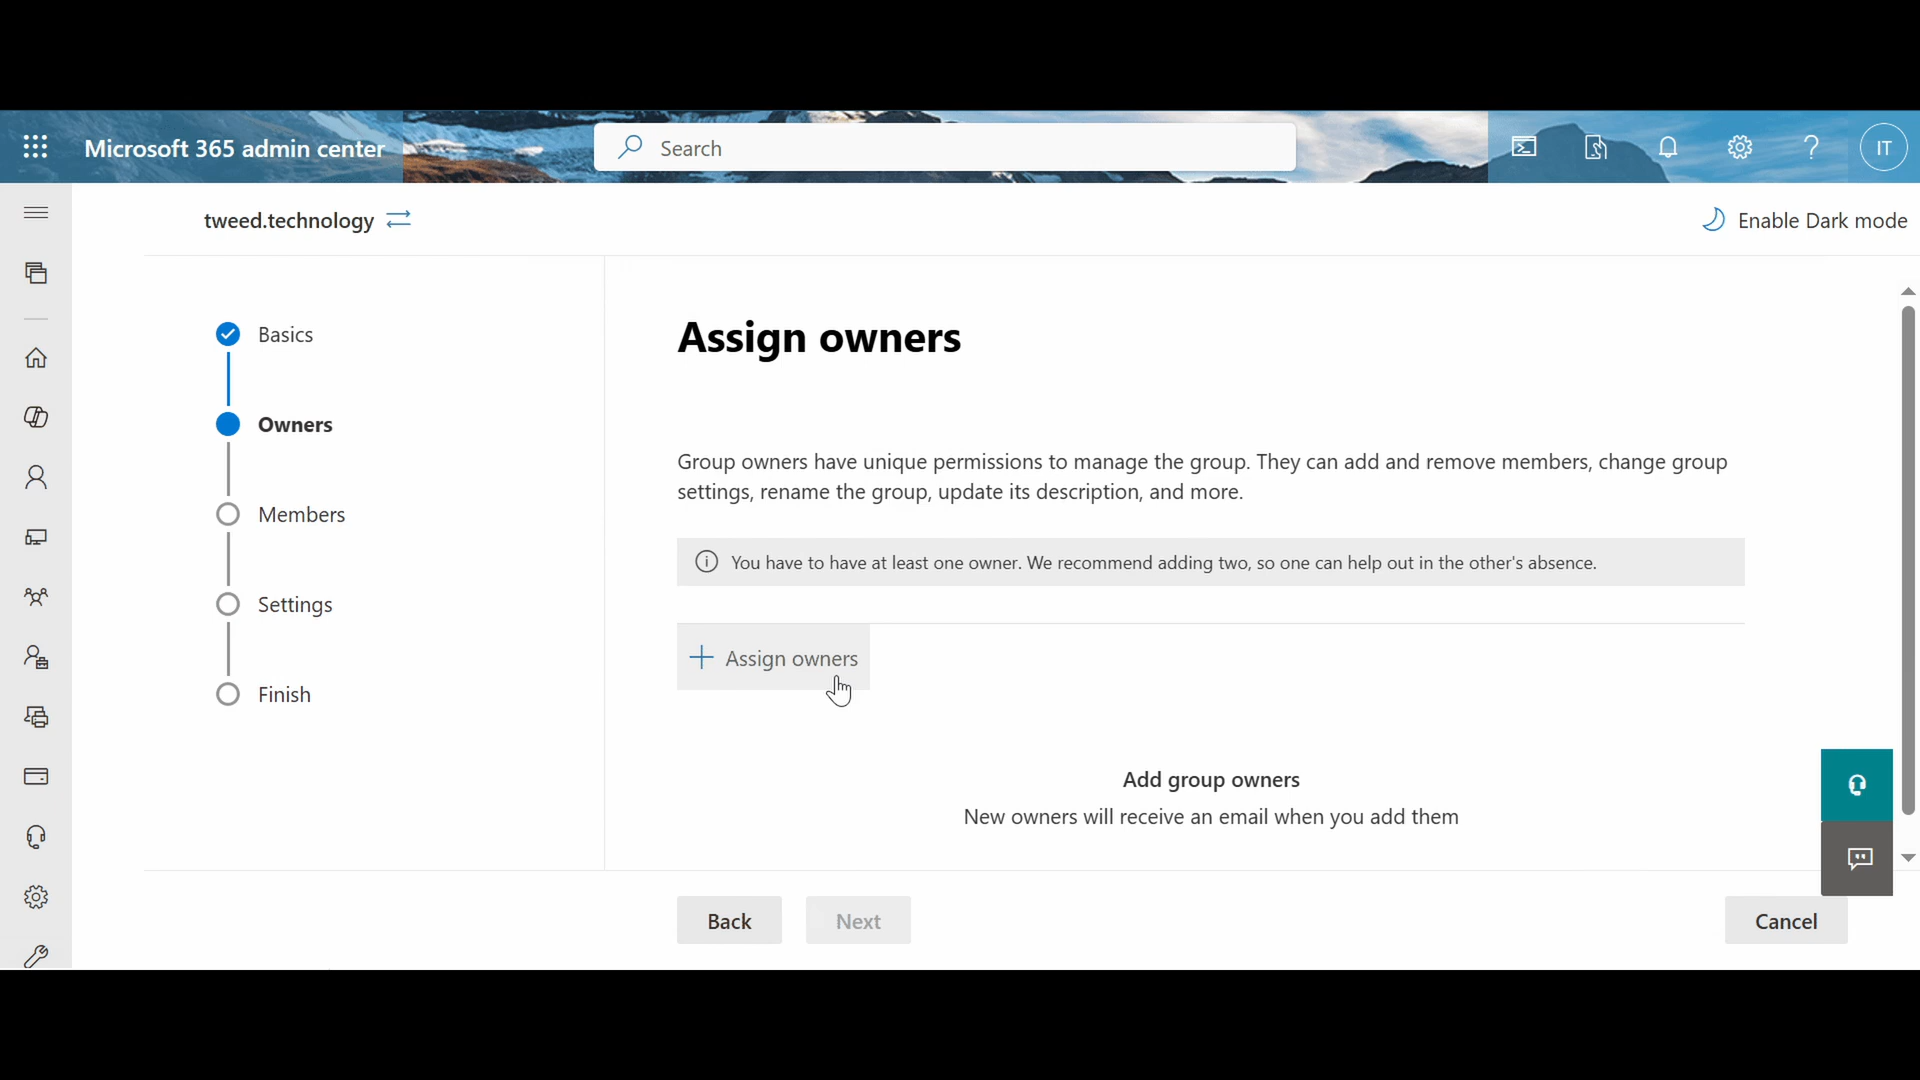 Microsoft 365 admin center
Search
IT
tweed.technology
Enable Dark mode
Basics
Owners
Members
Settings
Finish
Assign owners
Group owners have unique permissions to manage the group. They can add and remove members, change group
settings, rename the group, update its description, and more.
You have to have at least one owner. We recommend adding two, so one can help out in the other's absence.
Assign owners
Add group owners
New owners will receive an email when you add them
Back
Next
Cancel